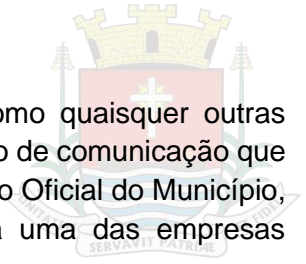 omo quaisquer outras
o de comunicação que
o Oficial do Município,
uma das empresas
SERVAVIT PATRIAE